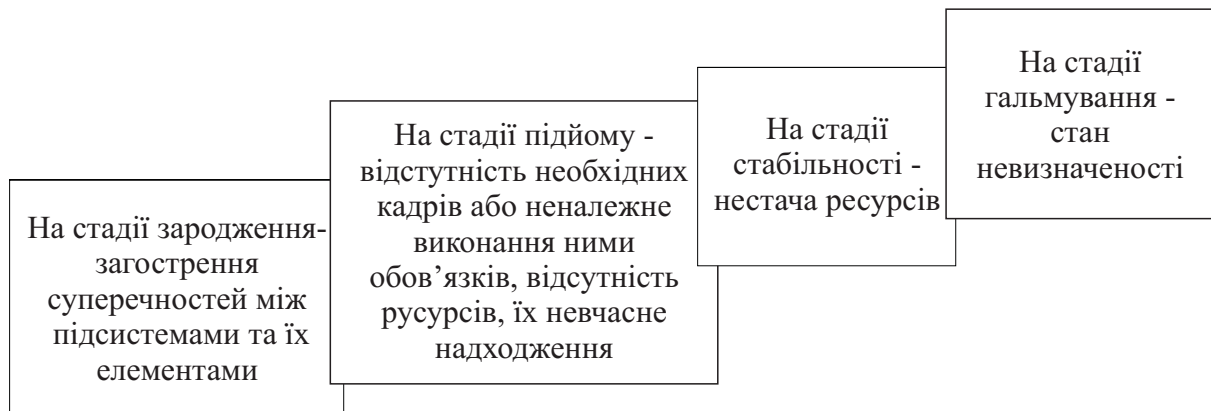 На стадії зародження-
загострення
суперечностей між
підсистемами та їх
елементами
На стадії підйому -
відстутність необхідних
кадрів або неналежне
виконання ними
обов’язків, відсутність
русурсів, їх невчасне
надходження
На стадії
стабільності -
нестача ресурсів
На стадії
гальмування -
стан
невизначеності